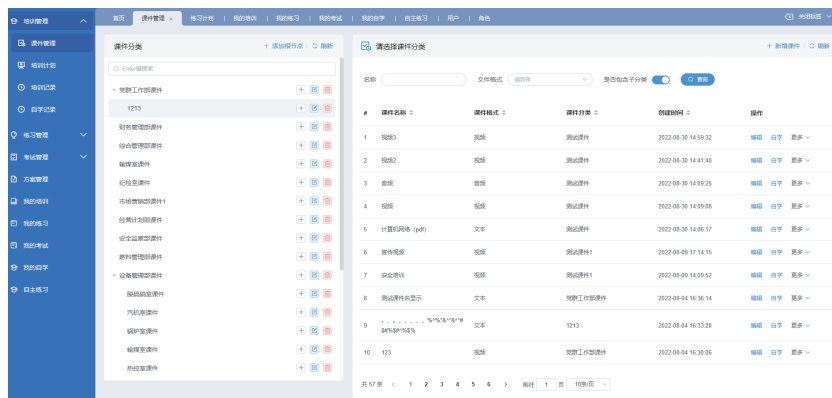 培训管理
课件管理
培训计划
培训记录
自学记录
练习管理
考试管理
方案管理
我的培训
我的练习
我的考试
我的自学
自主练习
首页 课件管理 × 练习计划 | 我的培训 | 我的练习 | 我的考试 | 我的自学 | 自主练习 | 用户 | 角色 关闭标签
课件分类 + 添加根节点 刷新
Enter键搜索
党群工作部课件
1213
财务管理部课件
综合管理部课件
输煤室课件
纪检室课件
市场营销部课件1
经营计划部课件
安全监察部课件
燃料管理部课件
设备管理部课件
脱硫脱室课件
汽机室课件
锅炉室课件
输煤室课件
热控室课件
请选择课件分类 + 新增课件 刷新
名称 文件格式 请选择 是否包含子分类 查询
# 课件名称 课件格式 课件分类 创建时间 操作
1 视频3 视频 测试课件 2022-08-30 14:59:32 编辑 自学 更多
2 视频2 视频 测试课件 2022-08-30 14:41:48 编辑 自学 更多
3 音频 音频 测试课件 2022-08-30 14:09:25 编辑 自学 更多
4 视频 视频 测试课件 2022-08-30 14:09:08 编辑 自学 更多
5 计算机网络 (pdf) 文本 测试课件 2022-08-30 14:06:17 编辑 自学 更多
6 宣传视频 视频 测试课件1 2022-08-09 17:14:15 编辑 自学 更多
7 安全培训 视频 测试课件1 2022-08-09 14:09:52 编辑 自学 更多
8 测试课件名显示 文本 党群工作部课件 2022-08-04 16:36:14 编辑 自学 更多
9 文本 1213 2022-08-04 16:33:20 编辑 自学 更多
10 123 视频 党群工作部课件 2022-08-04 16:30:06 编辑 自学 更多
共 57 条 < 1 2 3 4 5 6 > 前往 1 页 10条/页